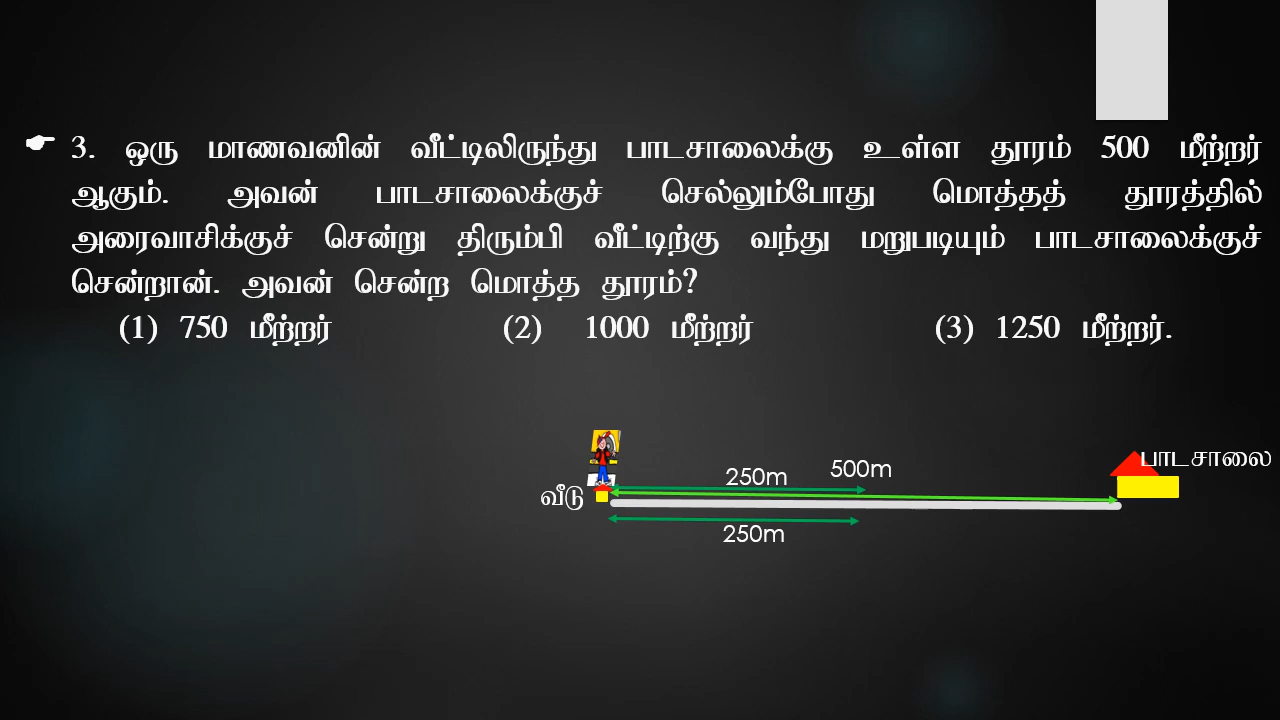 ☛ 3. ஒரு மாணவனின் வீட்டிலிருந்து பாடசாலைக்கு உள்ள தூரம் 500 மீற்றர்
ஆகும். அவன் பாடசாலைக்குச் செல்லும்போது மொத்தத் தூரத்தில்
அரைவாசிக்குச் சென்று திரும்பி வீட்டிற்கு வந்து மறுபடியும் பாடசாலைக்குச்
சென்றான். அவன் சென்ற மொத்த தூரம்?
(1) 750 மீற்றர் (2) 1000 மீற்றர் (3) 1250 மீற்றர்.
பாடசாலை
250m 500m
வீடு
250m